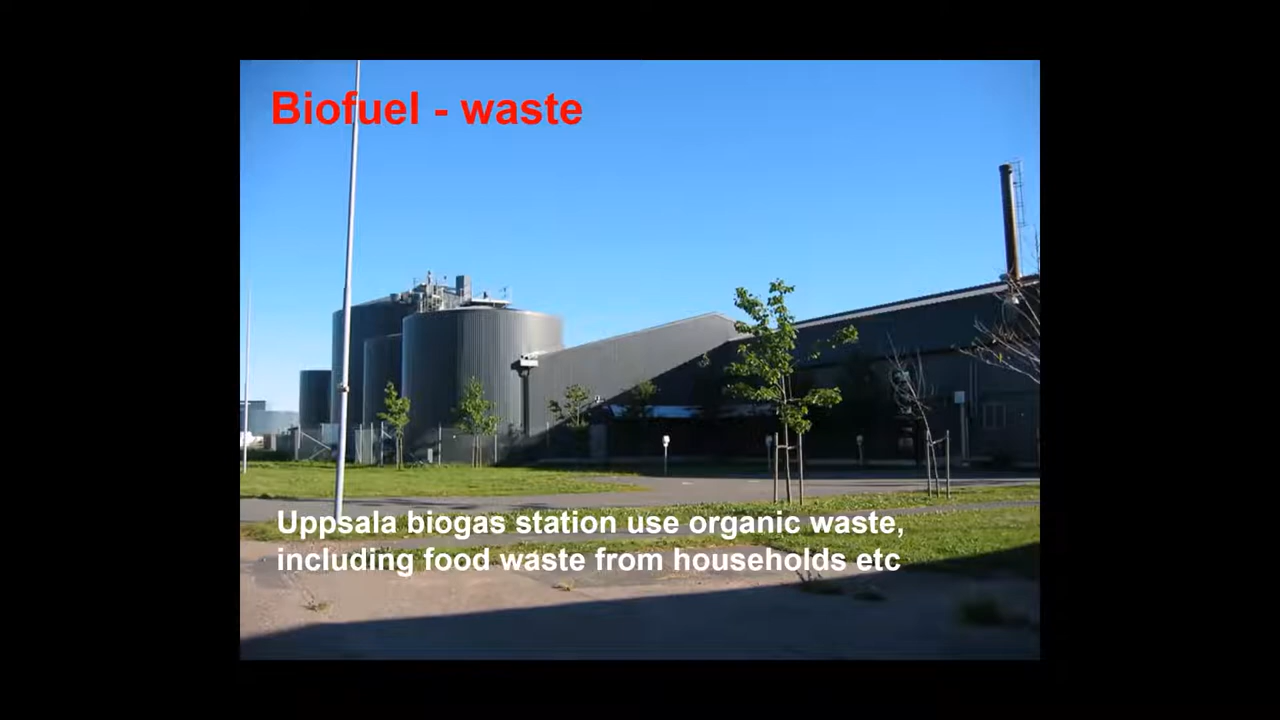 Biofuel - waste
Uppsala biogas station use organic waste,
including food waste from households etc